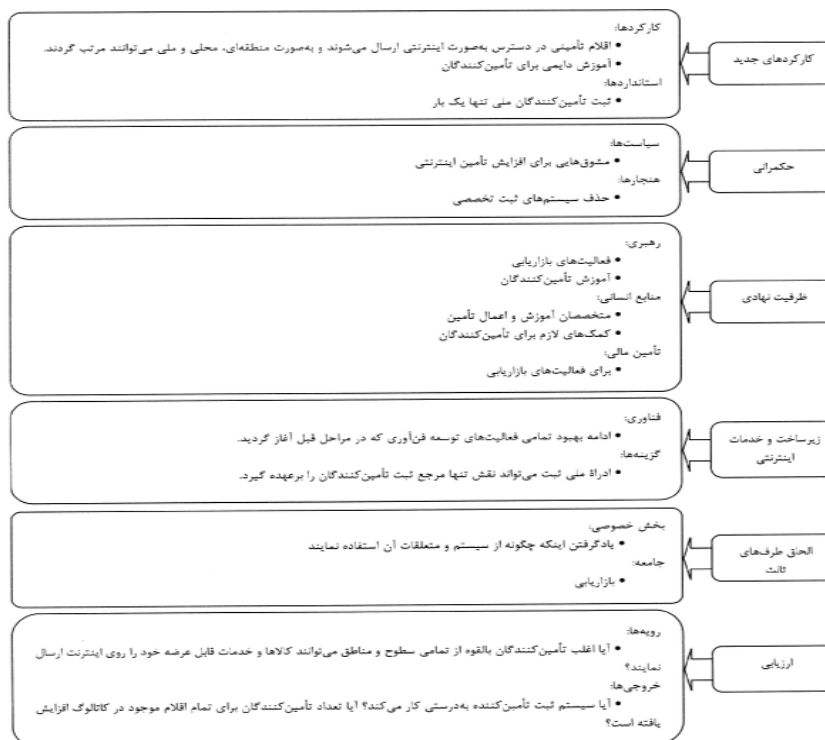 کارکردهای جدید
کارکردها:
• اقلام تأمینی در دسترس به‌صورت اینترنتی ارسال می‌شوند و به‌صورت منطقه‌ای، محلی و ملی می‌توانند مرتب گردند.
• آموزش دایمی برای تأمین‌کنندگان
استانداردها:
• ثبت تأمین‌کنندگان ملی تنها یک بار
حکمرانی
سیاست‌ها:
• مشوق‌هایی برای افزایش تأمین اینترنتی
هنجارها:
• حذف سیستم‌های ثبت تخصصی
ظرفیت نهادی
رهبری:
• فعالیت‌های بازاریابی
• آموزش تأمین‌کنندگان
منابع انسانی:
• متخصصان آموزش و اعمال تأمین
• کمک‌های لازم برای تأمین‌کنندگان
تأمین مالی:
• برای فعالیت‌های بازاریابی
زیرساخت و خدمات
اینترنتی
فناوری:
• ادامه بهبود تمامی فعالیت‌های توسعه فن‌آوری که در مراحل قبل آغاز گردید.
گزینه‌ها:
• ادراهٔ ملی ثبت می‌تواند نقش تنها مرجع ثبت تأمین‌کنندگان را برعهده گیرد.
الحاق طرف‌های
ثالث
بخش خصوصی:
• یادگرفتن اینکه چگونه از سیستم و متعلقات آن استفاده نمایند
جامعه:
• بازاریابی
ارزیابی
رویه‌ها:
• آیا اغلب تأمین‌کنندگان بالقوه از تمامی سطوح و مناطق می‌توانند کالاها و خدمات قابل عرضه خود را روی اینترنت ارسال
نمایند؟
خروجی‌ها:
• آیا سیستم ثبت تأمین‌کننده به‌درستی کار می‌کند؟ آیا تعداد تأمین‌کنندگان برای تمام اقلام موجود در کاتالوگ افزایش
یافته است؟